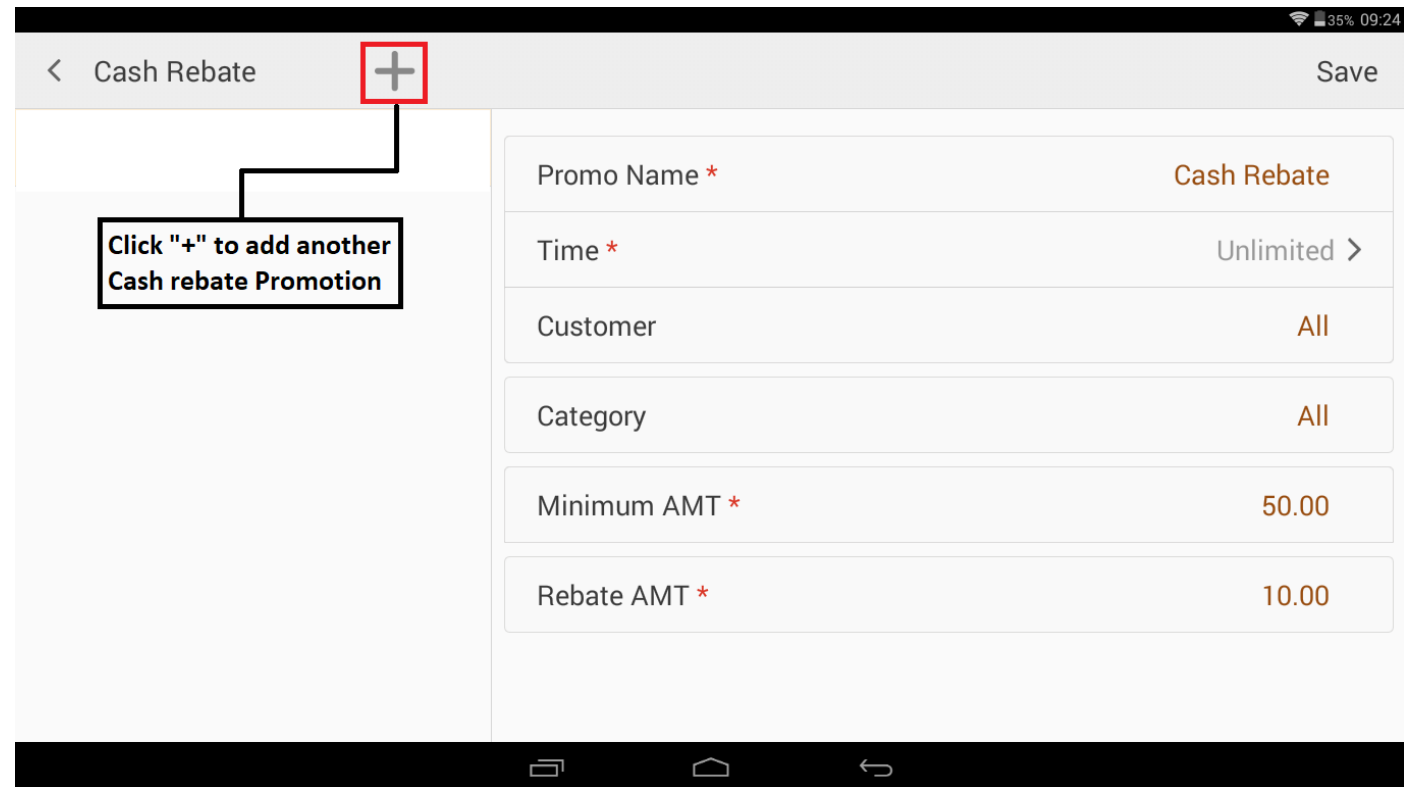 35% 09:24
Cash Rebate
Save
Click "+" to add another
Cash rebate Promotion
Promo Name * Cash Rebate
Time * Unlimited
Customer All
Category All
Minimum AMT * 50.00
Rebate AMT * 10.00